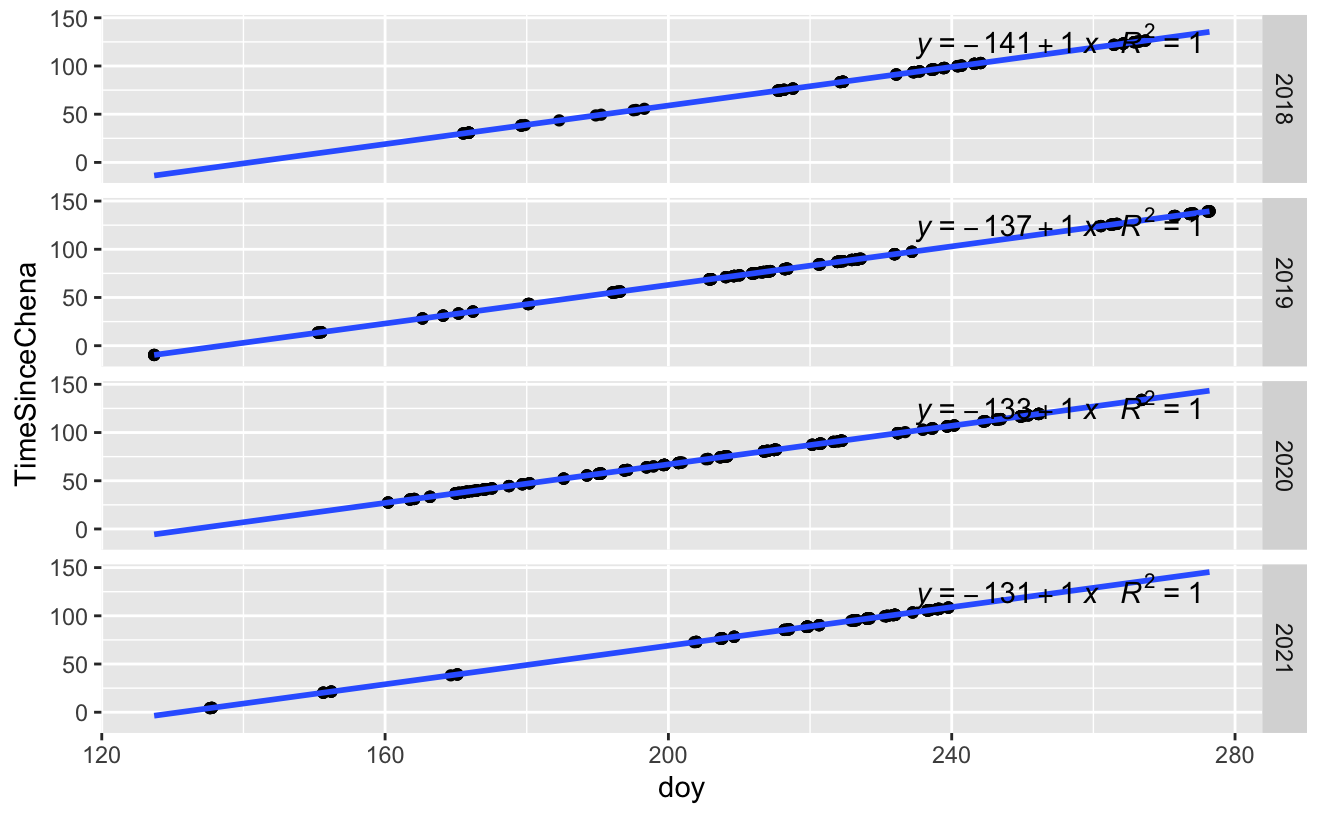 150
100
50
0
y = −141 + 1 x R² = 1
2018
150
100
50
0
y = −137 + 1 x R² = 1
2019
150
100
50
0
y = −133 + 1 x R² = 1
2020
150
100
50
0
y = −131 + 1 x R² = 1
2021
TimeSinceChena
120 160 200 240 280
doy